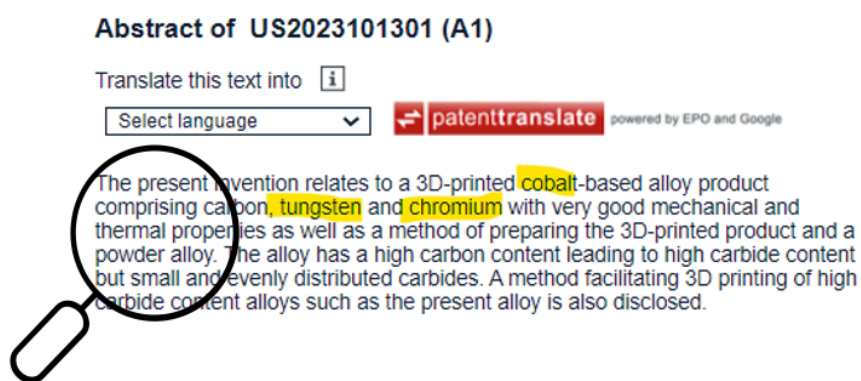 Abstract of US2023101301 (A1)
Translate this text into i
Select language
patenttranslate powered by EPO and Google
The present invention relates to a 3D-printed cobalt-based alloy product
comprising carbon, tungsten and chromium with very good mechanical and
thermal properties as well as a method of preparing the 3D-printed product and a
powder alloy. The alloy has a high carbon content leading to high carbide content
but small and evenly distributed carbides. A method facilitating 3D printing of high
carbide content alloys such as the present alloy is also disclosed.